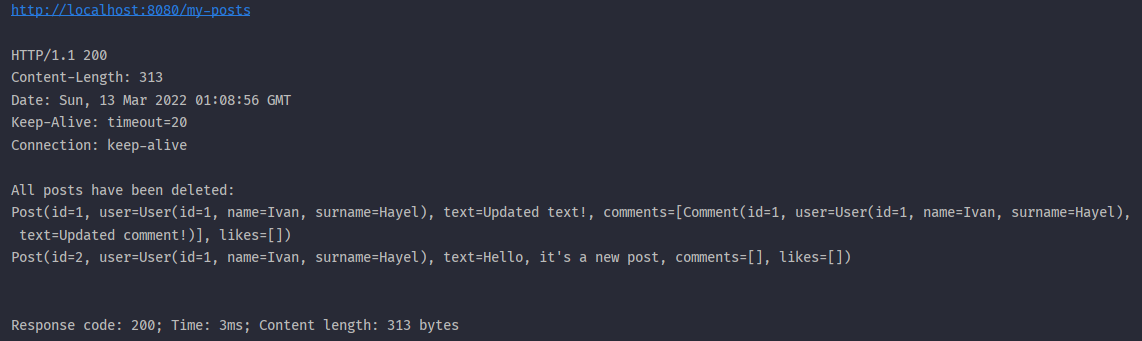 http://localhost:8080/my-posts
HTTP/1.1 200
Content-Length: 313
Date: Sun, 13 Mar 2022 01:08:56 GMT
Keep-Alive: timeout=20
Connection: keep-alive
All posts have been deleted:
Post(id=1, user=User(id=1, name=Ivan, surname=Hayel), text=Updated text!, comments=[Comment(id=1, user=User(id=1, name=Ivan, surname=Hayel),
text=Updated comment!)], likes=[])
Post(id=2, user=User(id=1, name=Ivan, surname=Hayel), text=Hello, it's a new post, comments=[], likes=[])
Response code: 200; Time: 3ms; Content length: 313 bytes